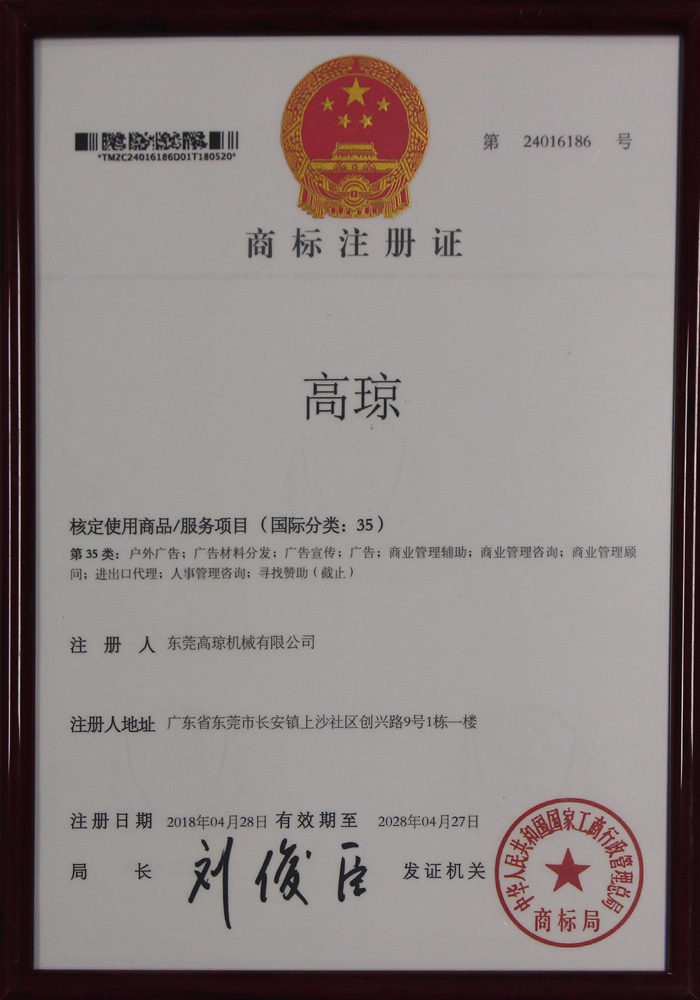 *TMZC24016186D01T180520*
第 24016186 号
商标注册证
高琼
核定使用商品/服务项目（国际分类：35）
第 35 类：户外广告；广告材料分发；广告宣传；广告；商业管理辅助；商业管理咨询；商业管理顾
问；进出口代理；人事管理咨询；寻找赞助（截止）
注 册 人 东莞高琼机械有限公司
注册人地址 广东省东莞市长安镇上沙社区创兴路9号1栋一楼
注册日期 2018年04月28日 有效期至 2028年04月27日
局 长 刘俊臣 发证机关
中华人民共和国国家工商行政管理总局
商标局